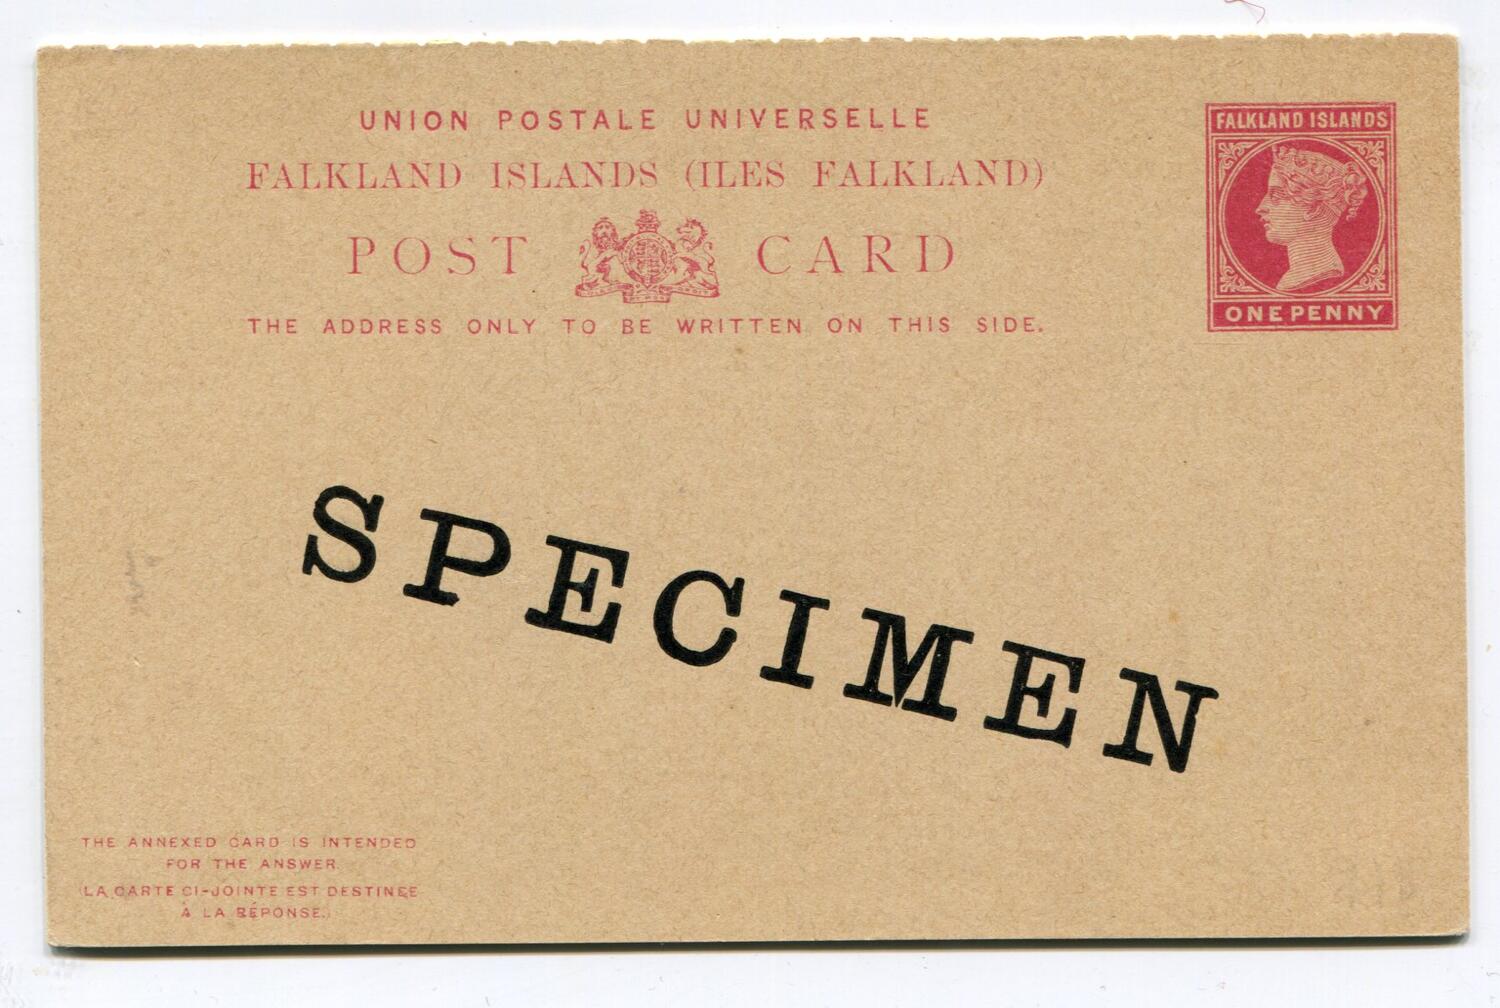 UNION POSTALE UNIVERSELLE
FALKLAND ISLANDS (ILES FALKLAND)
POST CARD
THE ADDRESS ONLY TO BE WRITTEN ON THIS SIDE.
FALKLAND ISLANDS
ONE PENNY
SPECIMEN
THE ANNEXED CARD IS INTENDED
FOR THE ANSWER.
(LA CARTE CI-JOINTE EST DESTINÉE
À LA RÉPONSE.)